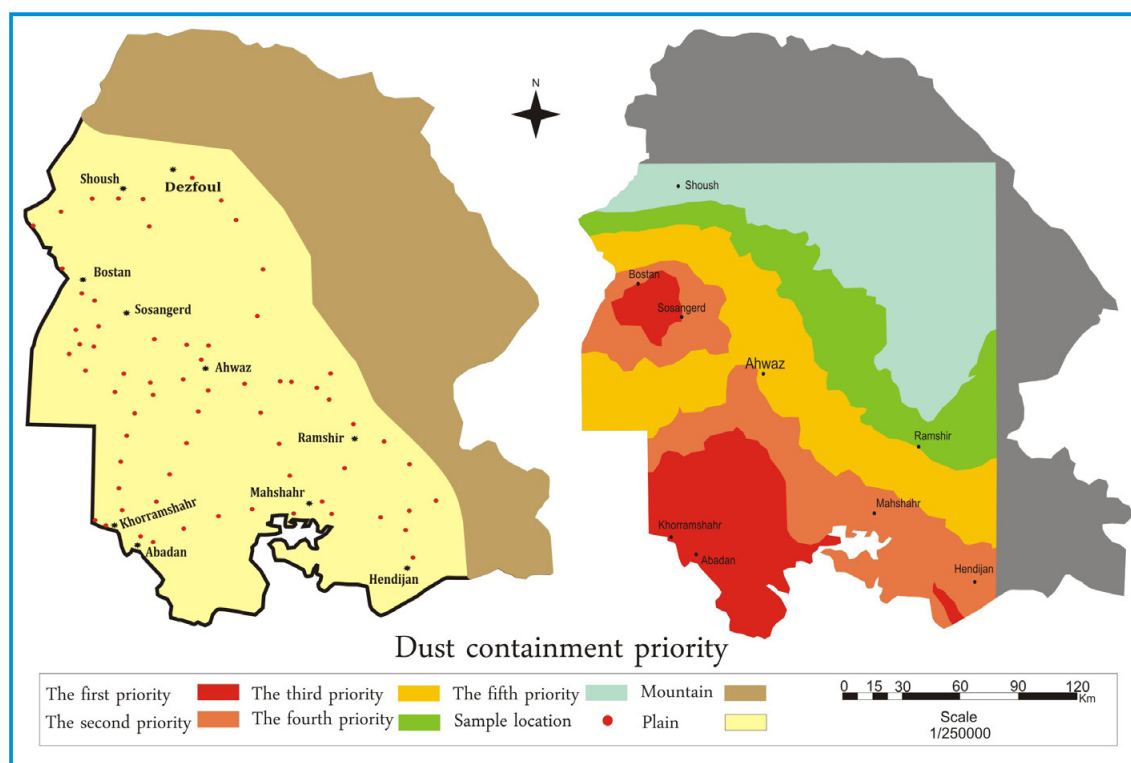 N
Shoush
Dezfoul
Bostan
Sosangerd
Ahwaz
Ramshir
Mahshahr
Khorramshahr
Abadan
Hendijan
Shoush
Bostan
Sosangerd
Ahwaz
Ramshir
Mahshahr
Khorramshahr
Abadan
Hendijan
Dust containment priority
The first priority The third priority The fifth priority Mountain
The second priority The fourth priority Sample location Plain
0 15 30 60 90 120
Km
Scale
1/250000